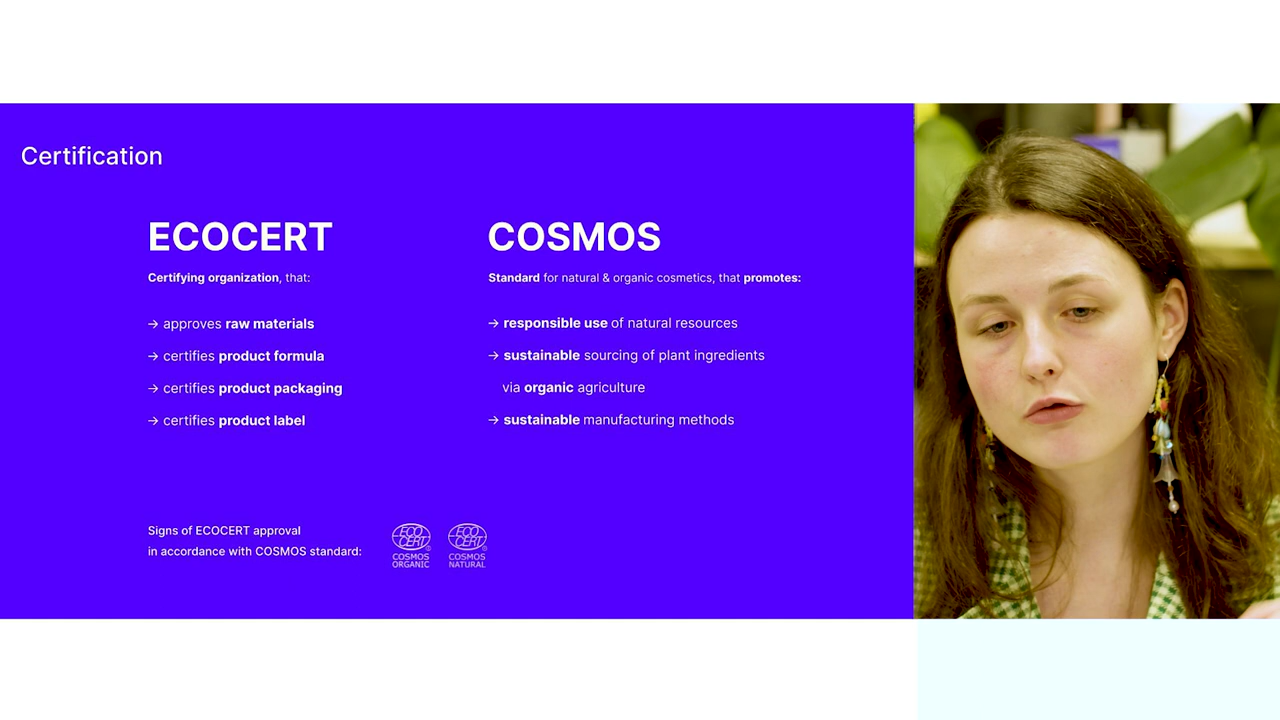 Certification
ECOCERT
Certifying organization, that:
→ approves raw materials
→ certifies product formula
→ certifies product packaging
→ certifies product label
COSMOS
Standard for natural & organic cosmetics, that promotes:
→ responsible use of natural resources
→ sustainable sourcing of plant ingredients
via organic agriculture
→ sustainable manufacturing methods
Signs of ECOCERT approval
in accordance with COSMOS standard:
ECO
CERT
®
COSMOS
ORGANIC
ECO
CERT
®
COSMOS
NATURAL